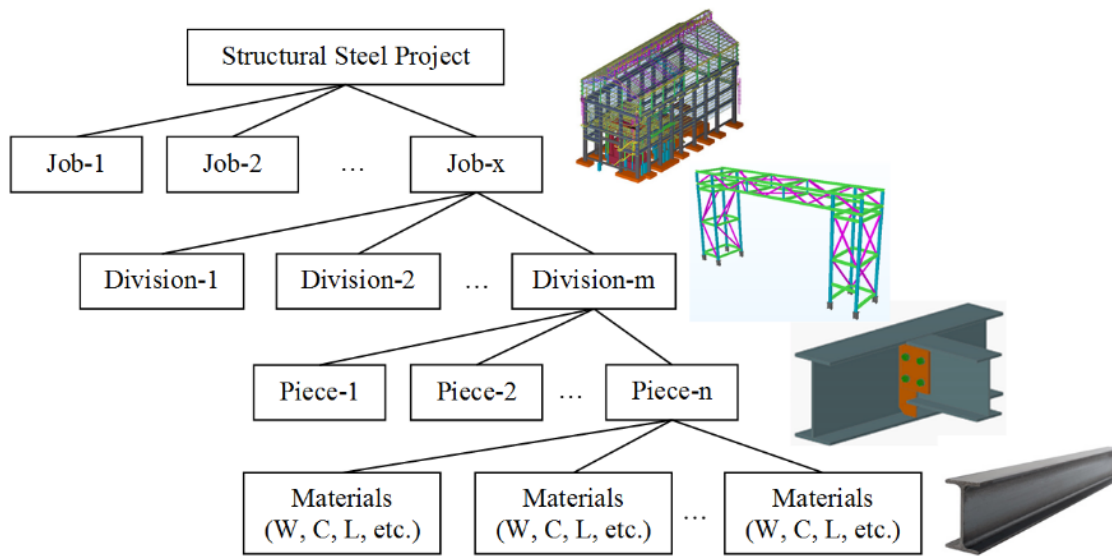 Structural Steel Project
Job-1
Job-2
...
Job-x
Division-1
Division-2
...
Division-m
Piece-1
Piece-2
...
Piece-n
Materials
(W, C, L, etc.)
Materials
(W, C, L, etc.)
...
Materials
(W, C, L, etc.)